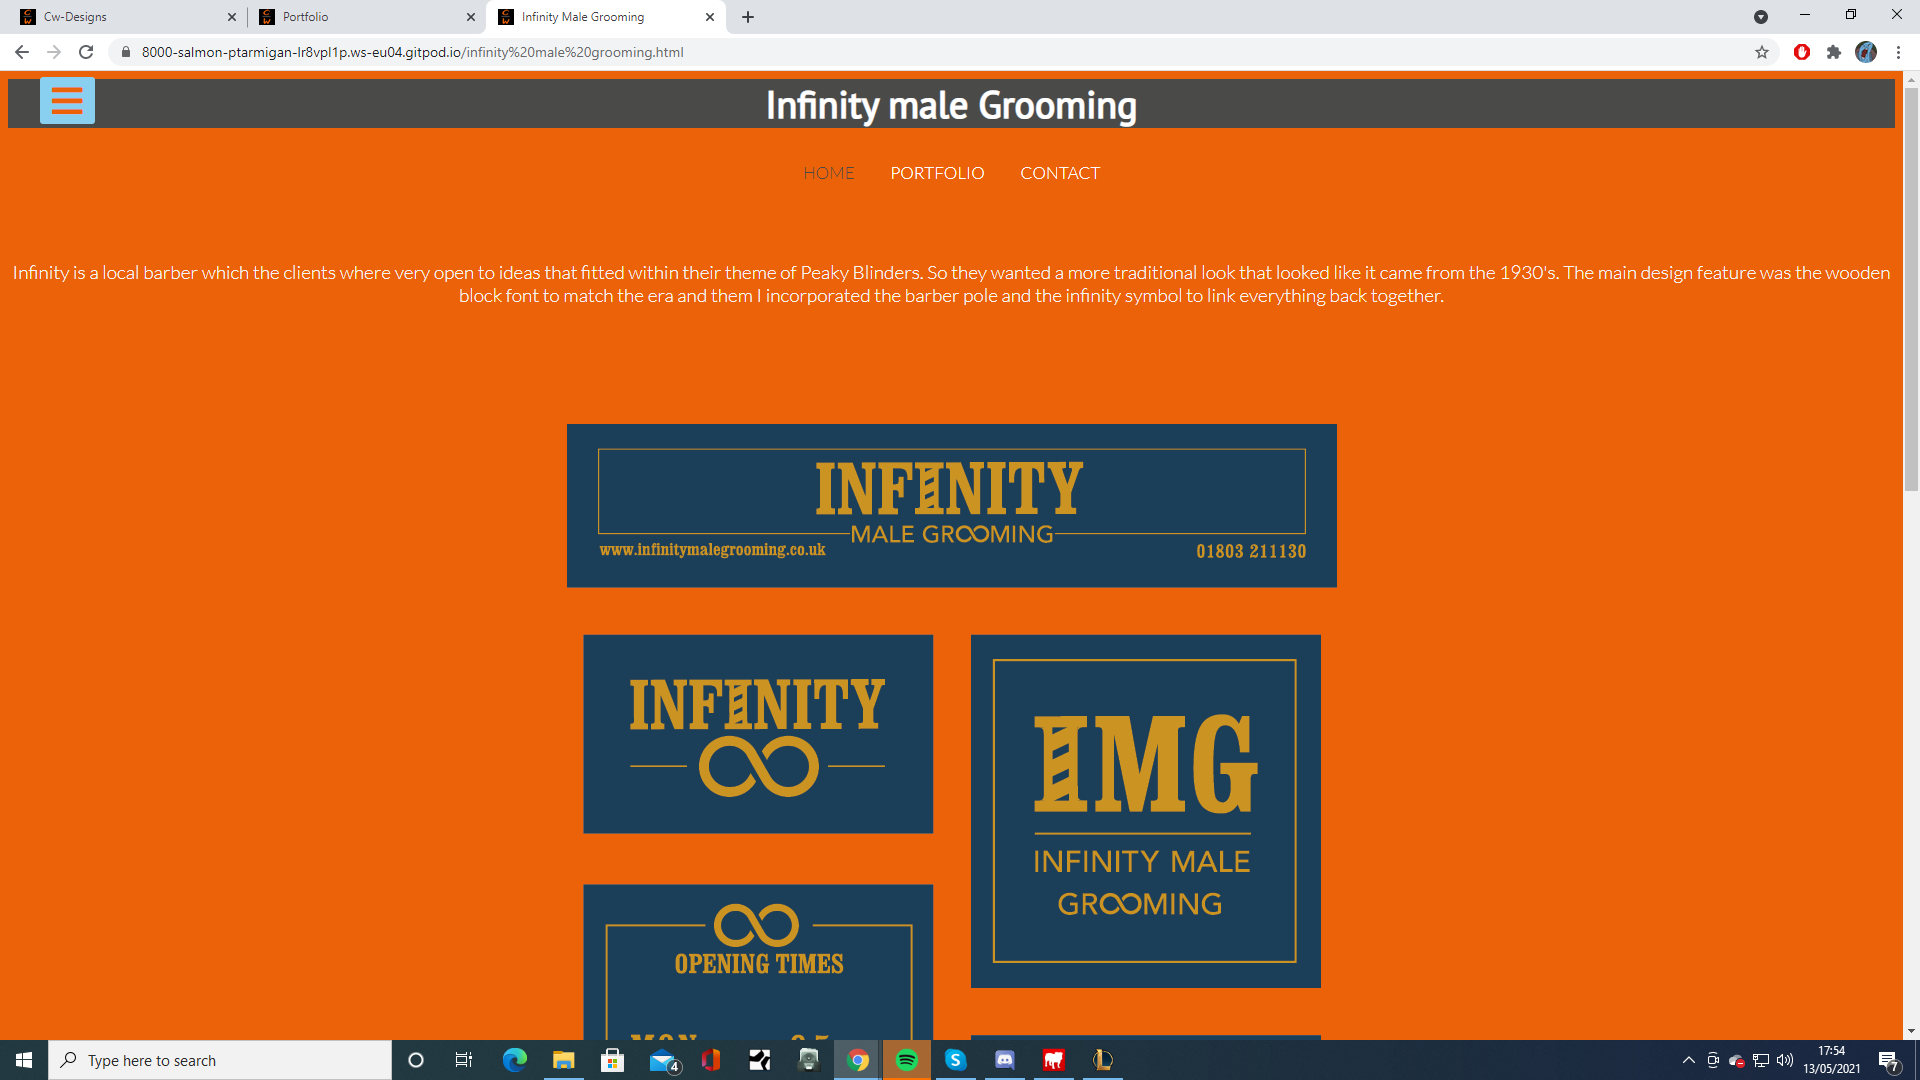 Cw-Designs
Portfolio
Infinity Male Grooming
8000-salmon-ptarmigan-lr8vpl1p.ws-eu04.gitpod.io/infinity%20male%20grooming.html
Infinity male Grooming
HOME PORTFOLIO CONTACT
Infinity is a local barber which the clients where very open to ideas that fitted within their theme of Peaky Blinders. So they wanted a more traditional look that looked like it came from the 1930's. The main design feature was the wooden
block font to match the era and them I incorporated the barber pole and the infinity symbol to link everything back together.
INFINITY
MALE GROOMING
www.infinitymalegrooming.co.uk
01803 211130
INFINITY
IMG
INFINITY MALE
GROOMING
OPENING TIMES
Type here to search
4
17:54
13/05/2021
7